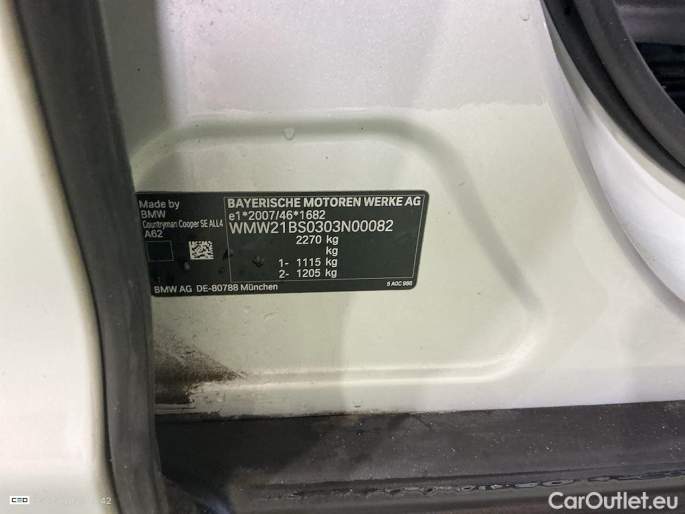 Made by
BMW
Countryman Cooper SE ALL4
A62
BAYERISCHE MOTOREN WERKE AG
e1*2007/46*1682
WMW21BS0303N00082
2270 kg
kg
1- 1115 kg
2- 1205 kg
BMW AG DE-80788 München
CarOutlet.eu